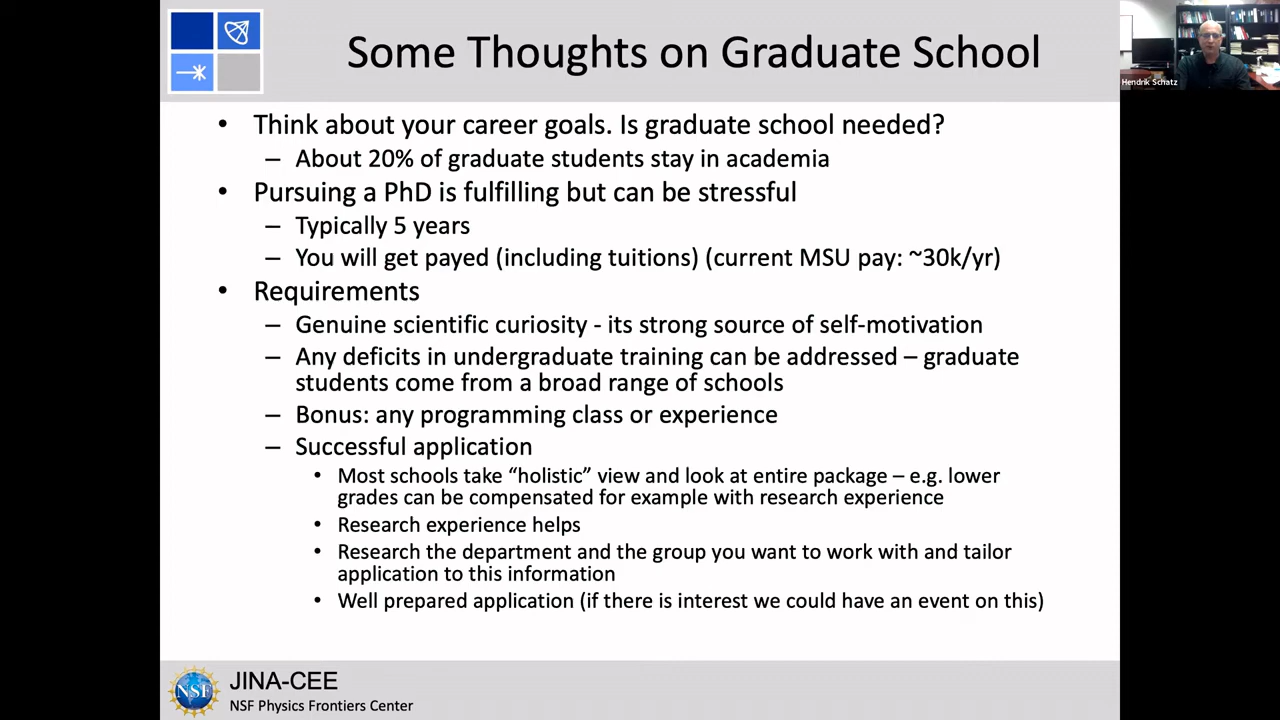 Some Thoughts on Graduate School
Hendrik Schatz
• Think about your career goals. Is graduate school needed?
– About 20% of graduate students stay in academia
• Pursuing a PhD is fulfilling but can be stressful
– Typically 5 years
– You will get payed (including tuitions) (current MSU pay: ~30k/yr)
• Requirements
– Genuine scientific curiosity - its strong source of self-motivation
– Any deficits in undergraduate training can be addressed – graduate
students come from a broad range of schools
– Bonus: any programming class or experience
– Successful application
• Most schools take “holistic” view and look at entire package – e.g. lower
grades can be compensated for example with research experience
• Research experience helps
• Research the department and the group you want to work with and tailor
application to this information
• Well prepared application (if there is interest we could have an event on this)
NSF
JINA-CEE
NSF Physics Frontiers Center